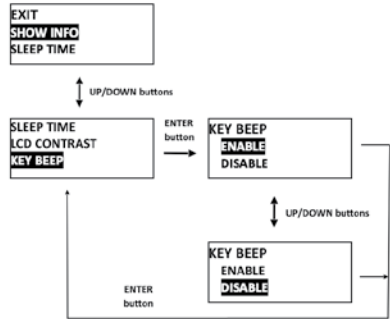 EXIT
SHOW INFO
SLEEP TIME
UP/DOWN buttons
SLEEP TIME
LCD CONTRAST
KEY BEEP
ENTER
button
KEY BEEP
ENABLE
DISABLE
UP/DOWN buttons
KEY BEEP
ENABLE
DISABLE
ENTER
button